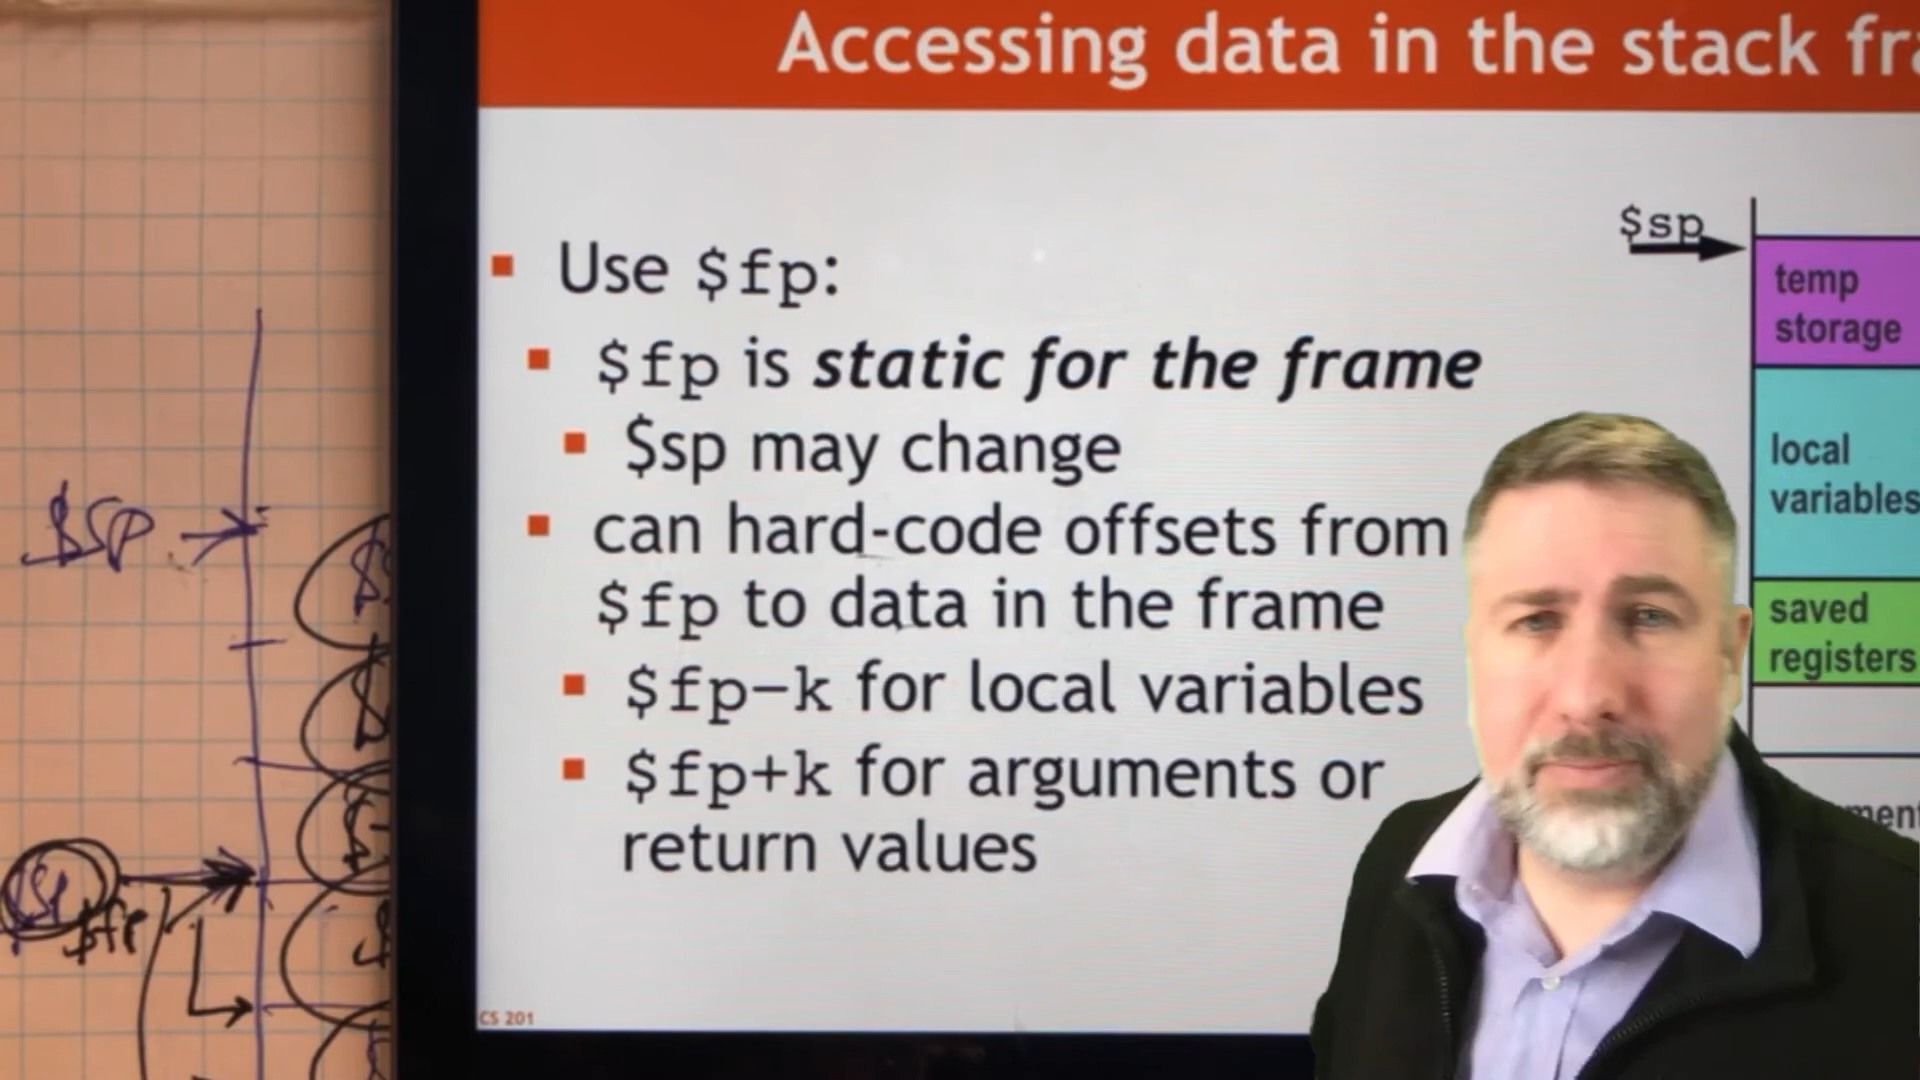 Accessing data in the stack fra
$sp
Use $fp:
$fp is static for the frame
$sp may change
can hard-code offsets from
$fp to data in the frame
$fp−k for local variables
$fp+k for arguments or
return values
temp
storage
local
variables
saved
registers
ment
CS 201
$SP
$fp